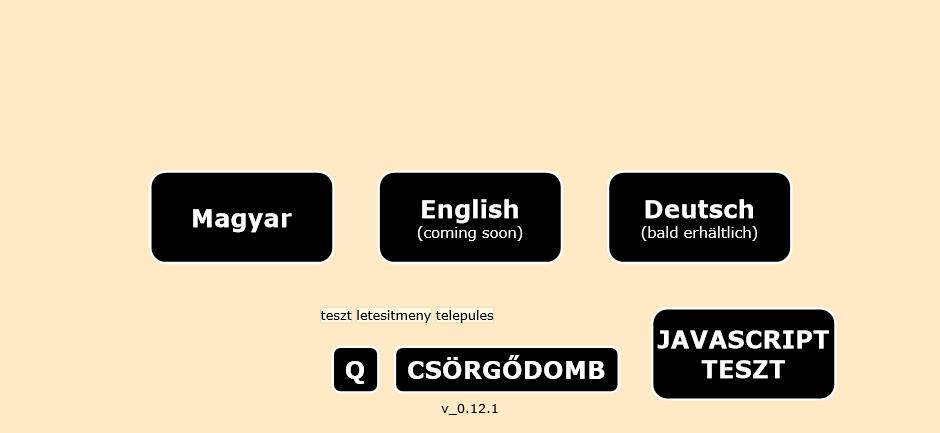 Magyar
English
(coming soon)
Deutsch
(bald erhältlich)
teszt letesitmeny telepules
JAVASCRIPT
TESZT
Q
CSÖRGŐDOMB
v_0.12.1